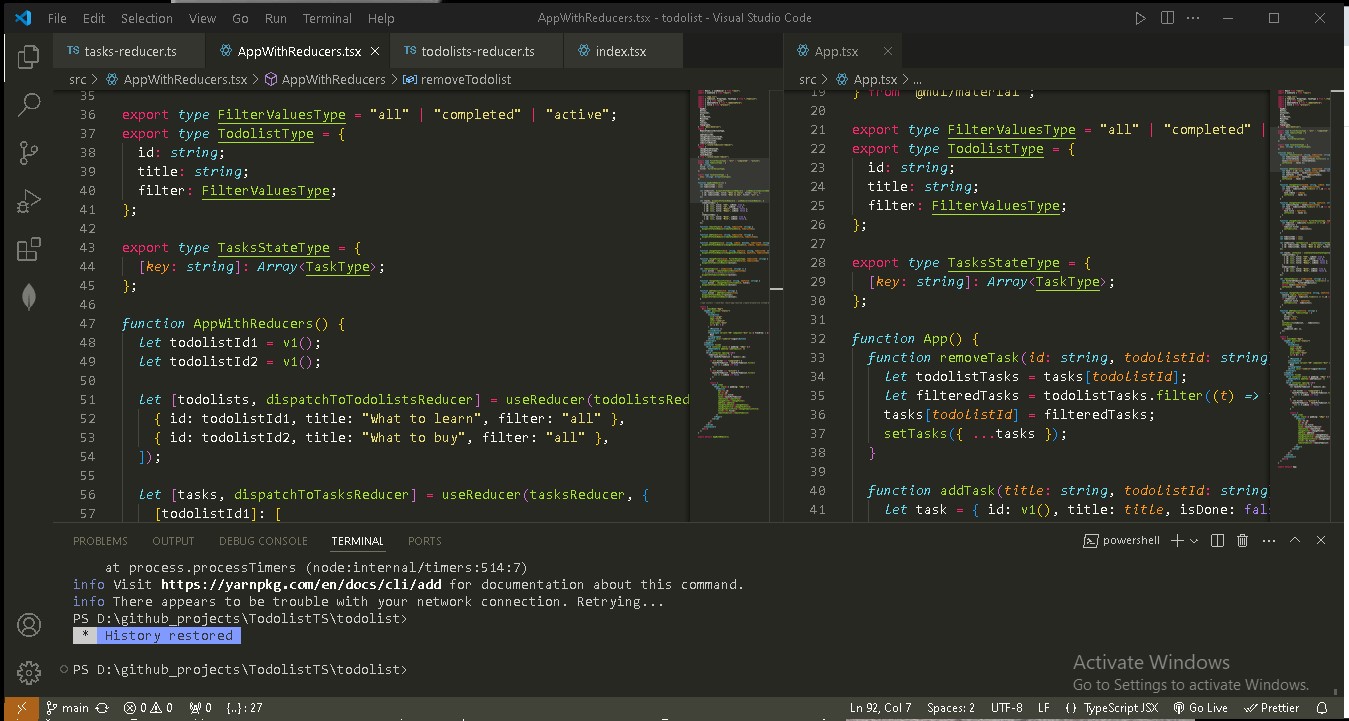 File Edit Selection View Go Run Terminal Help AppWithReducers.tsx - todolist - Visual Studio Code
TS tasks-reducer.ts AppWithReducers.tsx TS todolists-reducer.ts index.tsx
src > AppWithReducers.tsx > AppWithReducers > removeTodolist
35
36 export type FilterValuesType = "all" | "completed" | "active";
37 export type TodolistType = {
38 id: string;
39 title: string;
40 filter: FilterValuesType;
41 };
42
43 export type TasksStateType = {
44 [key: string]: Array<TaskType>;
45 };
46
47 function AppWithReducers() {
48 let todolistId1 = v1();
49 let todolistId2 = v1();
50
51 let [todolists, dispatchToTodolistsReducer] = useReducer(todolistsRed
52 { id: todolistId1, title: "What to learn", filter: "all" },
53 { id: todolistId2, title: "What to buy", filter: "all" },
54 ]);
55
56 let [tasks, dispatchToTasksReducer] = useReducer(tasksReducer, {
57 [todolistId1]: [
App.tsx
src > App.tsx > ...
19 } from "@mui/material";
20
21 export type FilterValuesType = "all" | "completed" |
22 export type TodolistType = {
23 id: string;
24 title: string;
25 filter: FilterValuesType;
26 };
27
28 export type TasksStateType = {
29 [key: string]: Array<TaskType>;
30 };
31
32 function App() {
33 function removeTask(id: string, todolistId: string
34 let todolistTasks = tasks[todolistId];
35 let filteredTasks = todolistTasks.filter((t) =>
36 tasks[todolistId] = filteredTasks;
37 setTasks({ ...tasks });
38 }
39
40 function addTask(title: string, todolistId: string
41 let task = { id: v1(), title: title, isDone: fal
PROBLEMS OUTPUT DEBUG CONSOLE TERMINAL PORTS powershell
at process.processTimers (node:internal/timers:514:7)
info Visit https://yarnpkg.com/en/docs/cli/add for documentation about this command.
info There appears to be trouble with your network connection. Retrying...
PS D:\github_projects\TodolistTS\todolist>
* History restored
PS D:\github_projects\TodolistTS\todolist>
Activate Windows
Go to Settings to activate Windows.
main 0 0 0 {..}: 27 Ln 92, Col 7 Spaces: 2 UTF-8 LF () TypeScript JSX Go Live Prettier